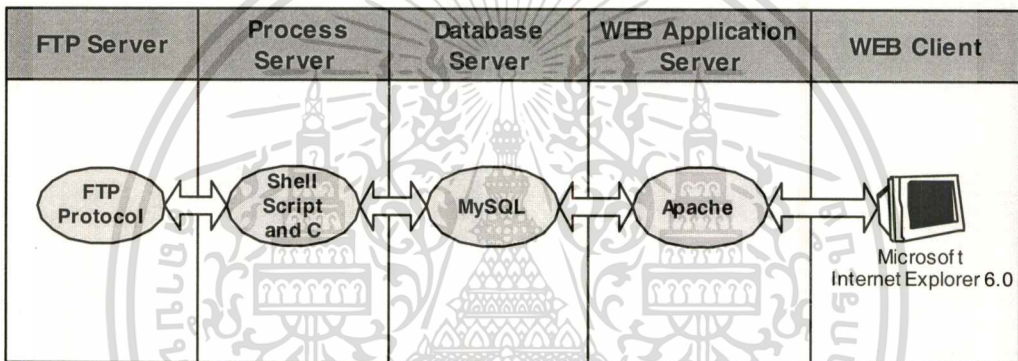 FTP Server
Process
Server
Database
Server
WEB Application
Server
WEB Client
FTP
Protocol
Shell
Script
and C
MySQL
Apache
Microsoft
Internet Explorer 6.0